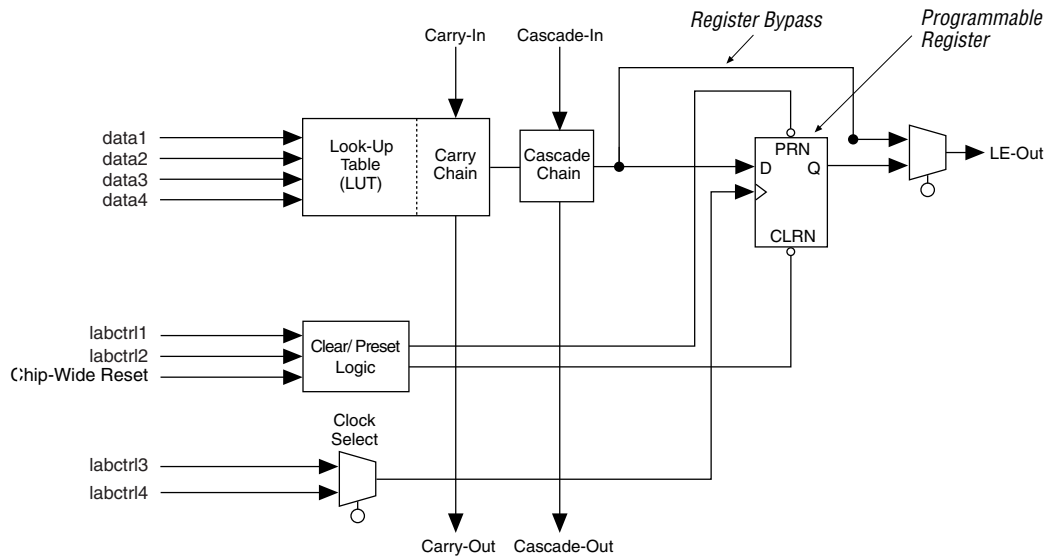 Register Bypass
Programmable
Register
Carry-In
Cascade-In
data1
data2
data3
data4
Look-Up
Table
(LUT)
Carry
Chain
Cascade
Chain
PRN
D
Q
CLRN
LE-Out
labctrl1
labctrl2
Chip-Wide Reset
Clear/ Preset
Logic
Clock
Select
labctrl3
labctrl4
Carry-Out
Cascade-Out